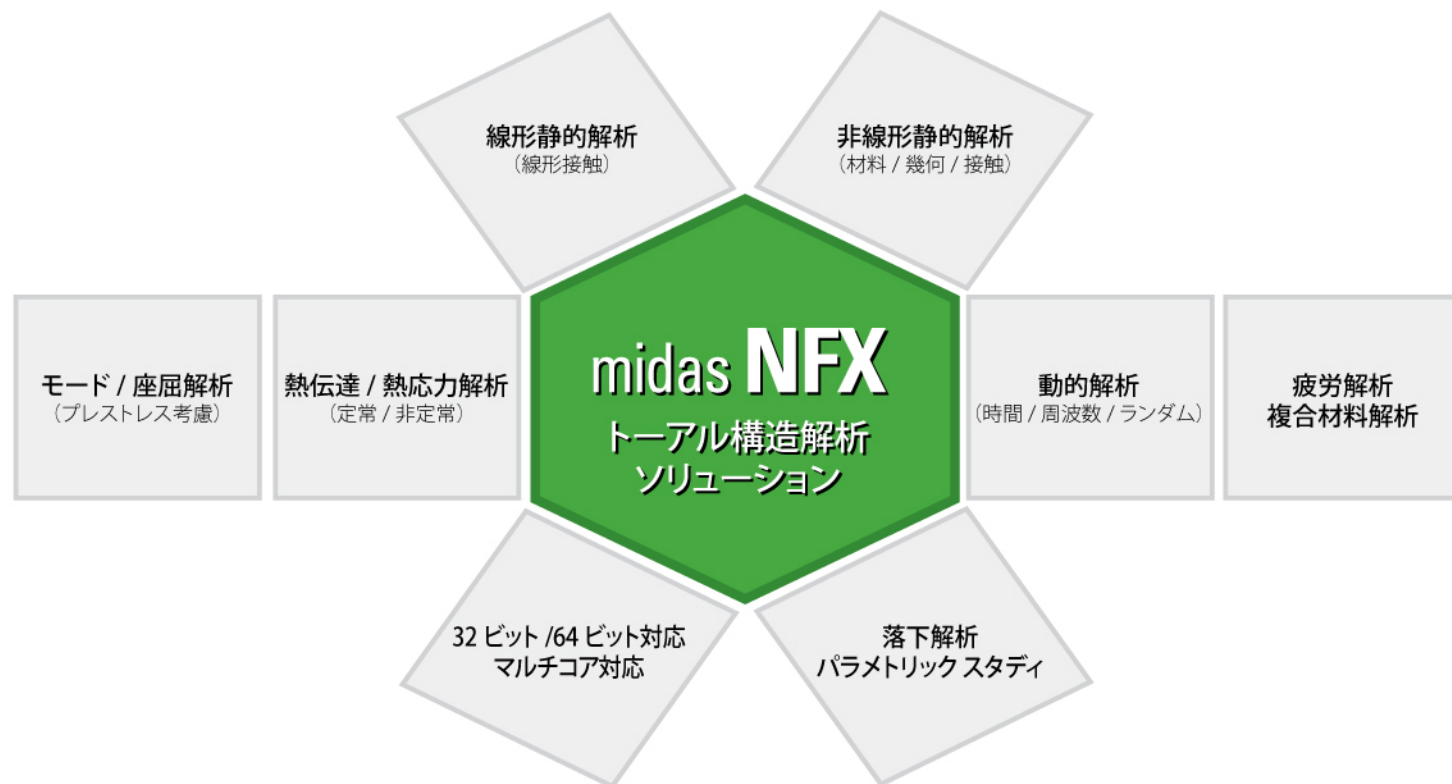 線形静的解析
（線形接触）
非線形静的解析
（材料 / 幾何 / 接触）
モード / 座屈解析
（プレストレス考慮）
熱伝達 / 熱応力解析
（定常 / 非定常）
midas NFX
トーアル構造解析
ソリューション
動的解析
（時間 / 周波数 / ランダム）
疲労解析
複合材料解析
32 ビット /64 ビット対応
マルチコア対応
落下解析
パラメトリック スタディ